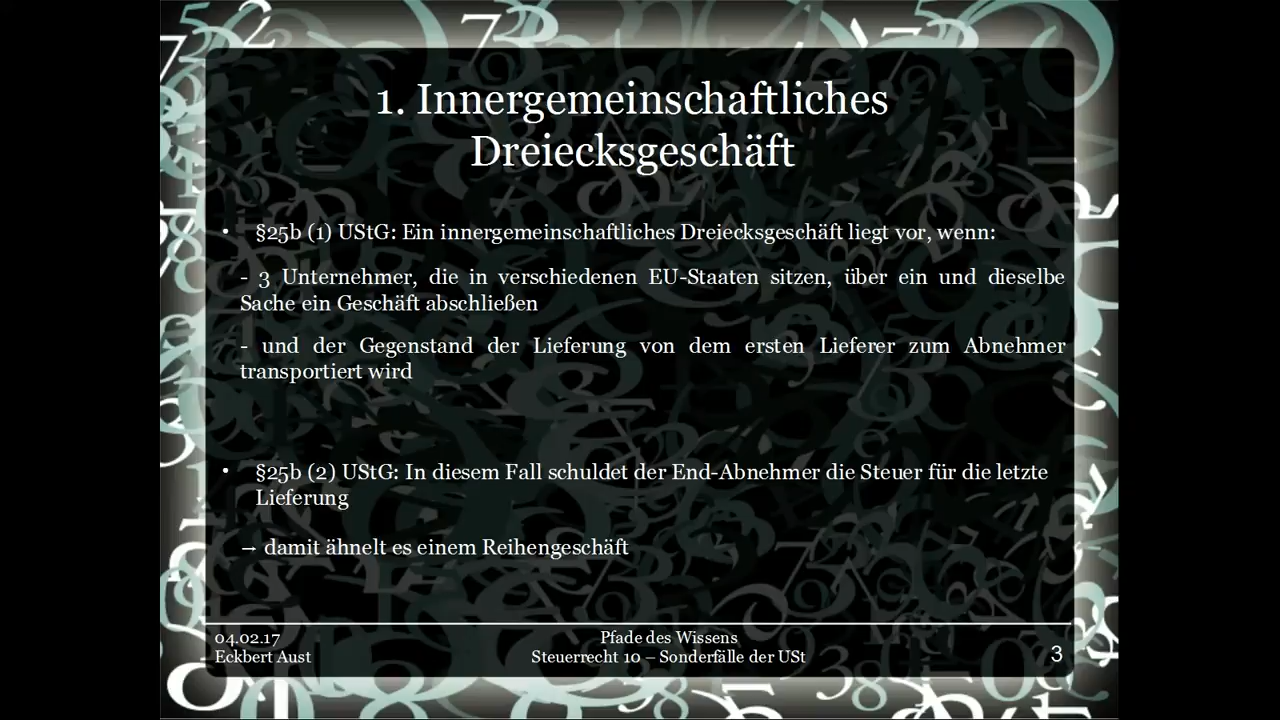 1. Innergemeinschaftliches
Dreiecksgeschäft
• §25b (1) UStG: Ein innergemeinschaftliches Dreiecksgeschäft liegt vor, wenn:
- 3 Unternehmer, die in verschiedenen EU-Staaten sitzen, über ein und dieselbe
Sache ein Geschäft abschließen
- und der Gegenstand der Lieferung von dem ersten Lieferer zum Abnehmer
transportiert wird
• §25b (2) UStG: In diesem Fall schuldet der End-Abnehmer die Steuer für die letzte
Lieferung
→ damit ähnelt es einem Reihengeschäft
04.02.17
Eckbert Aust
Pfade des Wissens
Steuerrecht 10 – Sonderfälle der USt
3